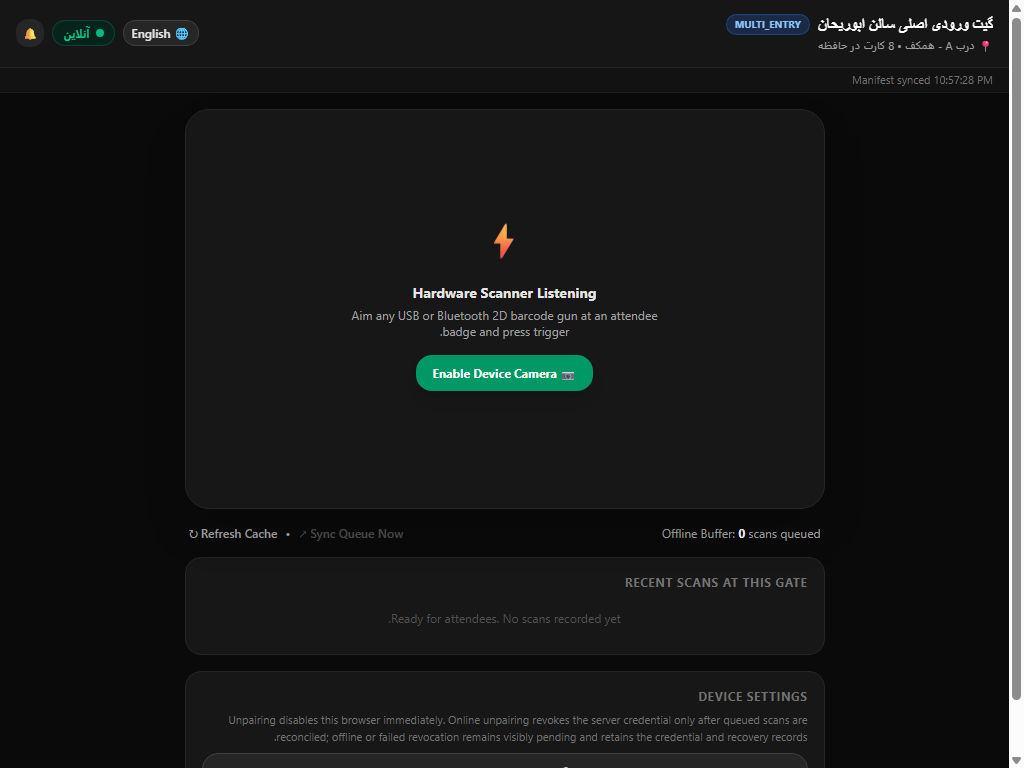 گیت ورودی اصلی سالن ابوریحان MULTI_ENTRY
درب A - همکف • 8 کارت در حافظه
English
آنلاین
Manifest synced 10:57:28 PM
Hardware Scanner Listening
Aim any USB or Bluetooth 2D barcode gun at an attendee
.badge and press trigger
Enable Device Camera
Offline Buffer: 0 scans queued
↻ Refresh Cache • ↗ Sync Queue Now
RECENT SCANS AT THIS GATE
.Ready for attendees. No scans recorded yet
DEVICE SETTINGS
Unpairing disables this browser immediately. Online unpairing revokes the server credential only after queued scans are
.reconciled; offline or failed revocation remains visibly pending and retains the credential and recovery records